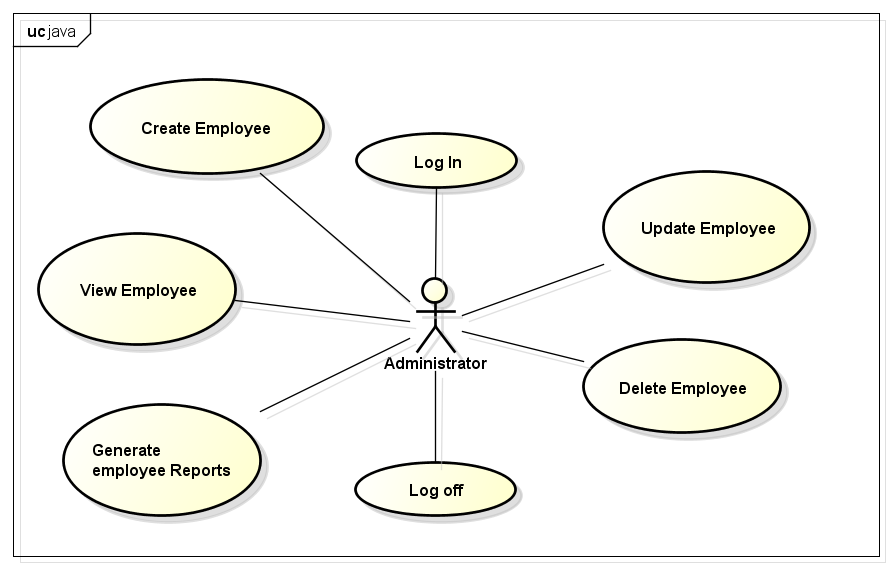 uc java
Create Employee
Log In
Update Employee
View Employee
Administrator
Delete Employee
Generate
employee Reports
Log off